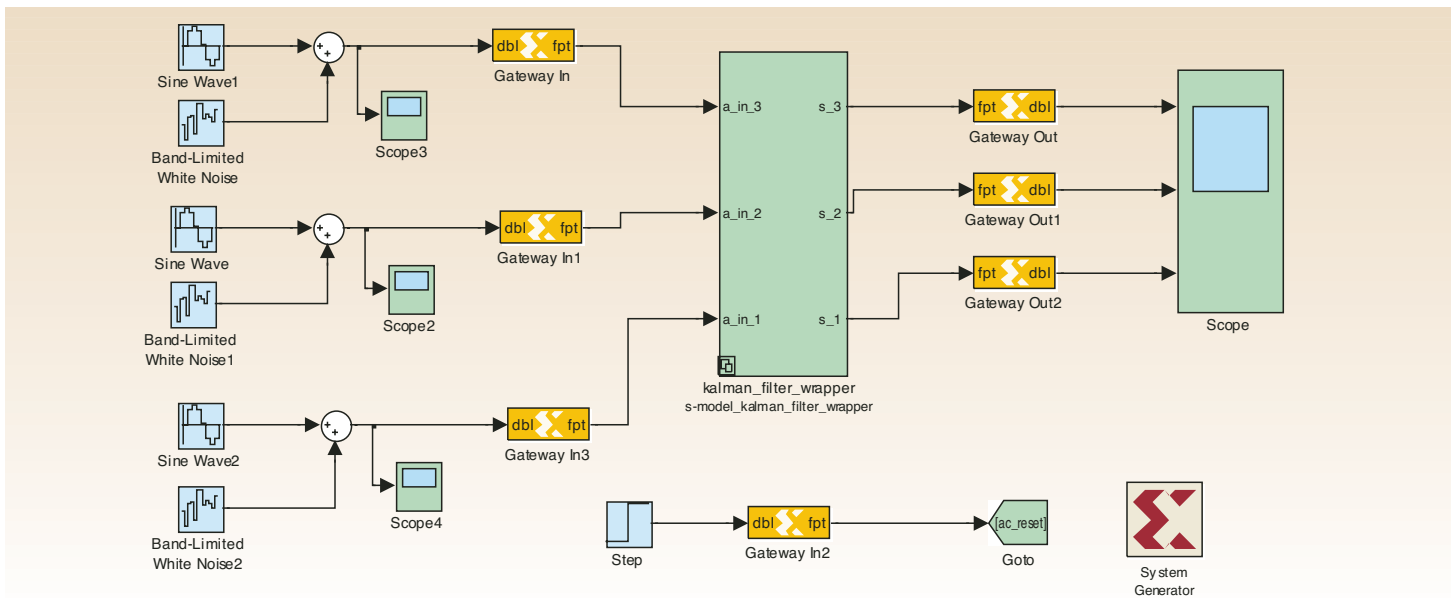 dbl fpt
Gateway In
Sine Wave1
Band-Limited
White Noise
Scope3
a_in_3
s_3
fpt dbl
Gateway Out
Sine Wave
Band-Limited
White Noise1
Scope2
dbl fpt
Gateway In1
a_in_2
s_2
fpt dbl
Gateway Out1
a_in_1
s_1
fpt dbl
Gateway Out2
Scope
kalman_filter_wrapper
s-model_kalman_filter_wrapper
Sine Wave2
Band-Limited
White Noise2
Scope4
dbl fpt
Gateway In3
Step
dbl fpt
Gateway In2
[ac_reset]
Goto
System
Generator